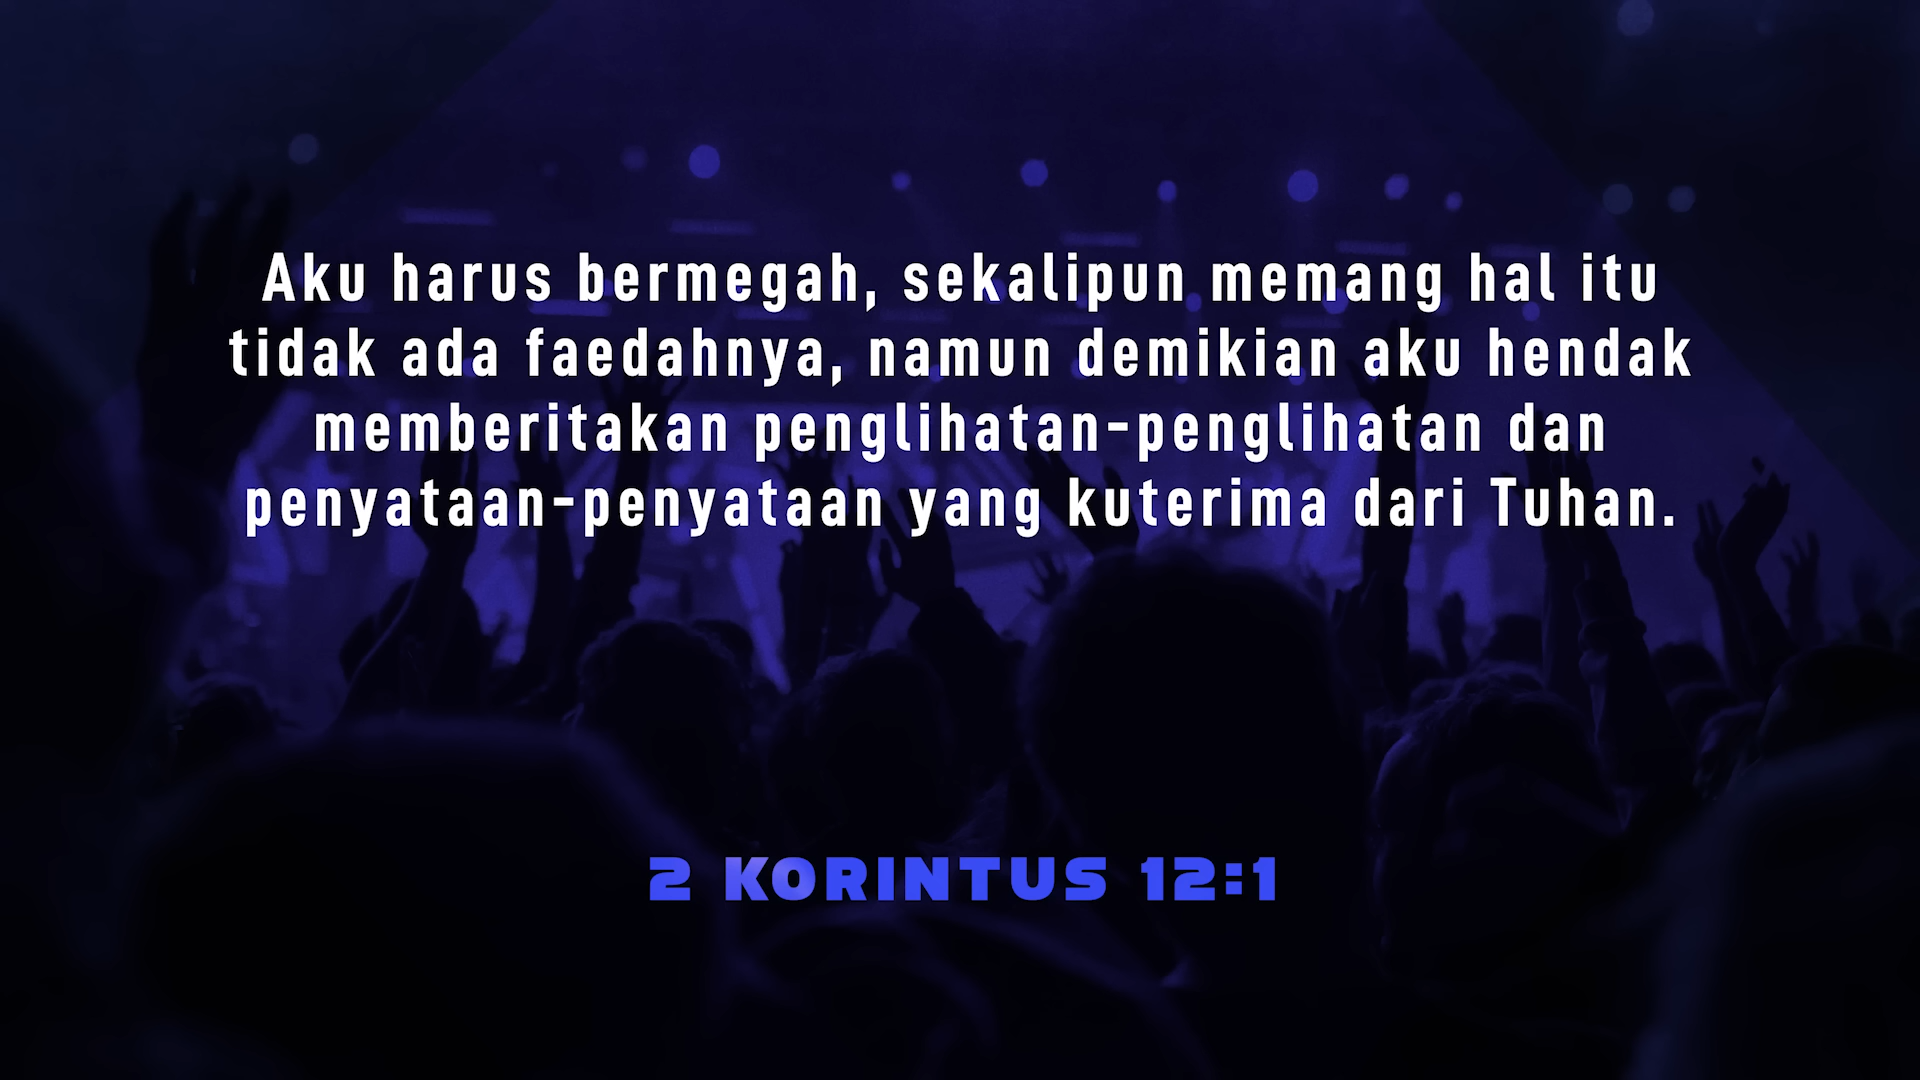 Aku harus bermegah, sekalipun memang hal itu
tidak ada faedahnya, namun demikian aku hendak
memberitakan penglihatan-penglihatan dan
penyataan-penyataan yang kuterima dari Tuhan.
2 KORINTUS 12:1